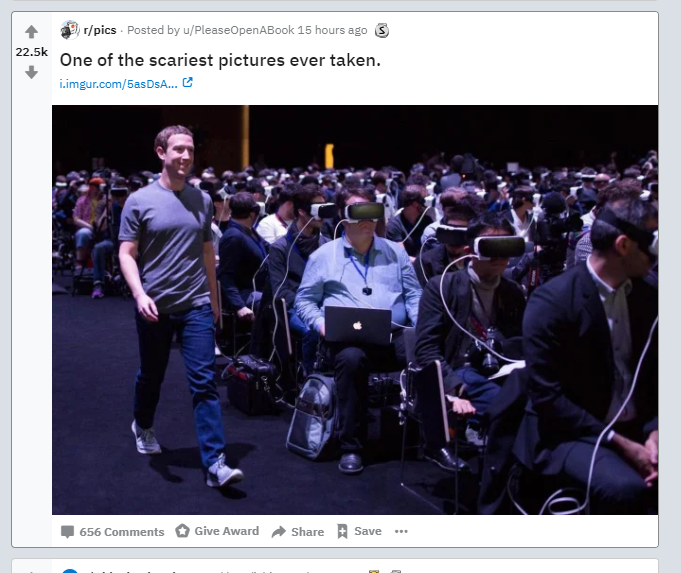 r/pics · Posted by u/PleaseOpenABook 15 hours ago
22.5k
One of the scariest pictures ever taken.
i.imgur.com/5asDsA...
656 Comments Give Award Share Save ...